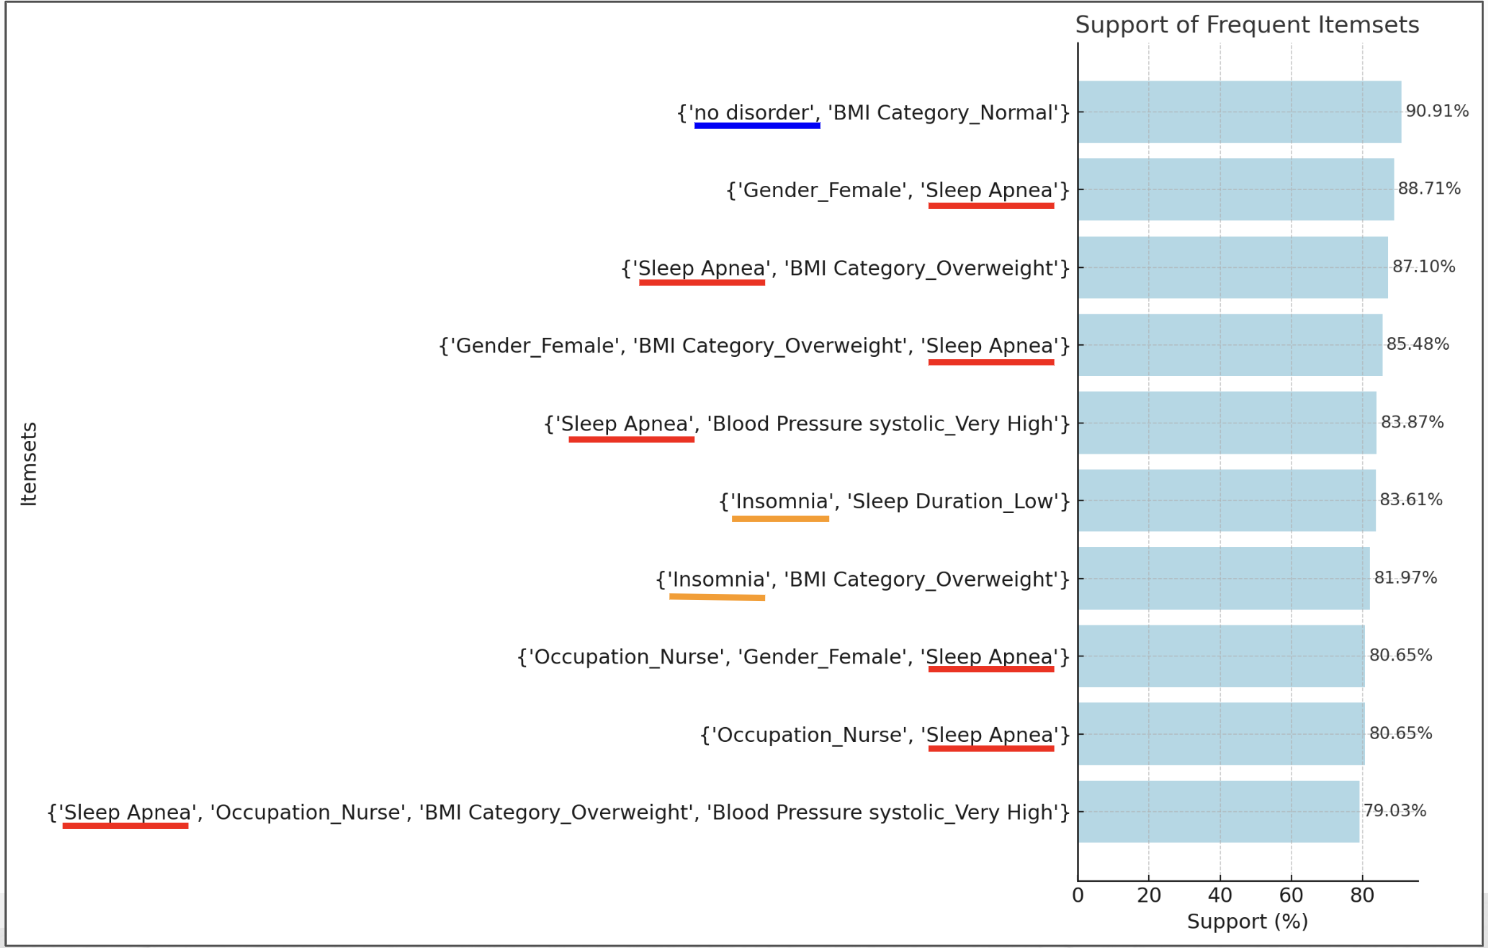 Support of Frequent Itemsets
{'no disorder', 'BMI Category_Normal'} 90.91%
{'Gender_Female', 'Sleep Apnea'} 88.71%
{'Sleep Apnea', 'BMI Category_Overweight'} 87.10%
{'Gender_Female', 'BMI Category_Overweight', 'Sleep Apnea'} 85.48%
{'Sleep Apnea', 'Blood Pressure systolic_Very High'} 83.87%
{'Insomnia', 'Sleep Duration_Low'} 83.61%
{'Insomnia', 'BMI Category_Overweight'} 81.97%
{'Occupation_Nurse', 'Gender_Female', 'Sleep Apnea'} 80.65%
{'Occupation_Nurse', 'Sleep Apnea'} 80.65%
{'Sleep Apnea', 'Occupation_Nurse', 'BMI Category_Overweight', 'Blood Pressure systolic_Very High'} 79.03%
Itemsets
0 20 40 60 80
Support (%)